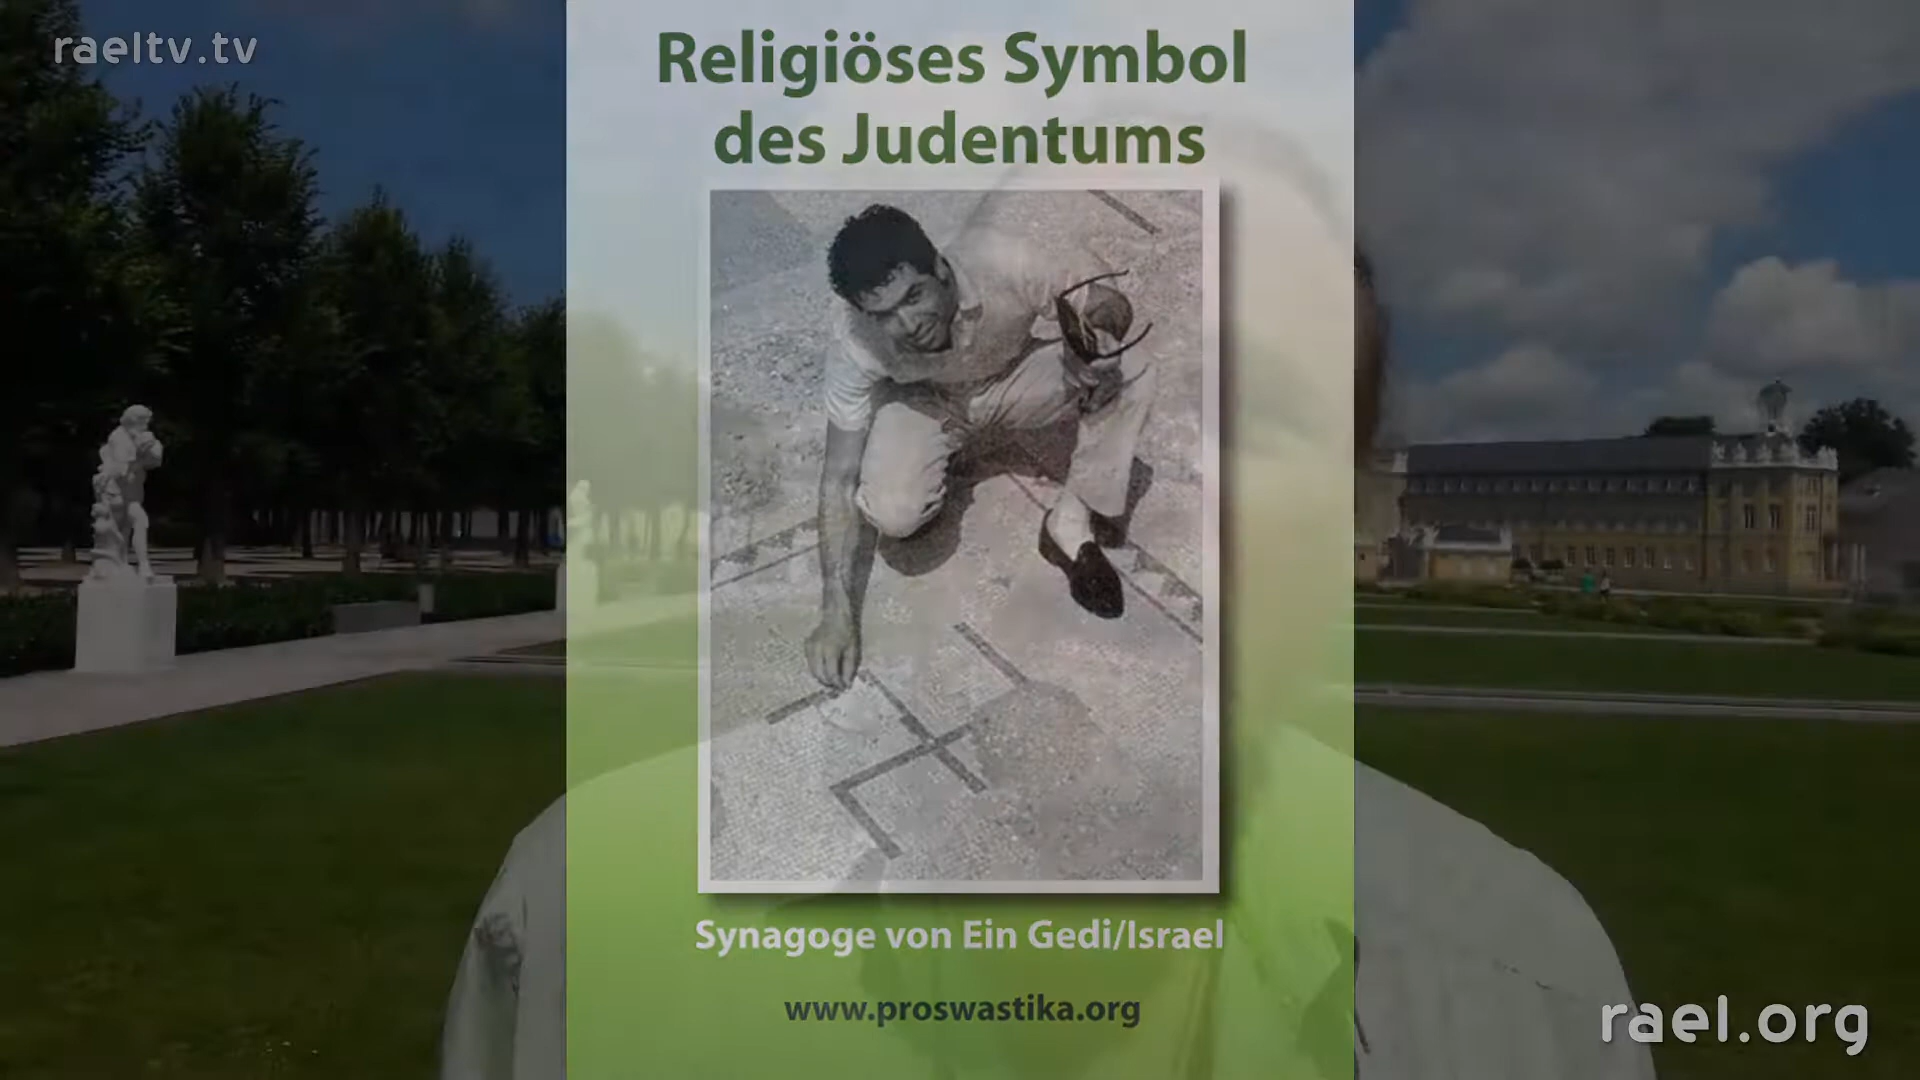 raeltv.tv
Religiöses Symbol
des Judentums
Synagoge von Ein Gedi/Israel
www.proswastika.org
rael.org